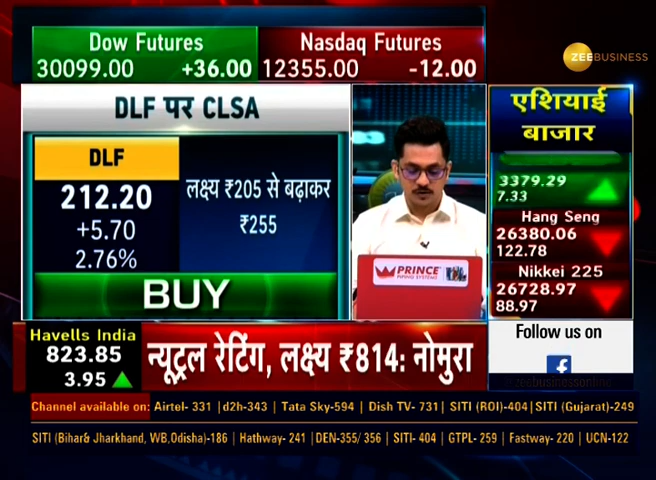 Dow Futures
30099.00 +36.00
Nasdaq Futures
12355.00 -12.00
ZEEBUSINESS
DLF पर CLSA
DLF
212.20
+5.70
2.76%
लक्ष्य ₹205 से बढ़ाकर
₹255
BUY
PRINCE
PIPING SYSTEMS
एशियाई
बाजार
3379.29
7.33
Hang Seng
26380.06
122.78
Nikkei 225
26728.97
88.97
Havells India
823.85
3.95
न्यूट्रल रेटिंग, लक्ष्य ₹814: नोमुरा
Follow us on
zeebusinessonline
Channel available on: Airtel- 331 | d2h-343 | Tata Sky-594 | Dish TV- 731| SITI (ROI)-404| SITI (Gujarat)-249
SITI (Bihar& Jharkhand, WB,Odisha)-186 | Hathway- 241 |DEN-355/ 356 | SITI- 404 | GTPL- 259 | Fastway- 220 | UCN-122